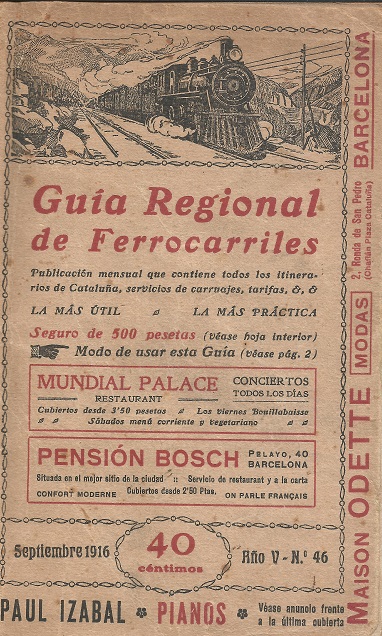 Guía Regional
de Ferrocarriles
Publicación mensual que contiene todos los itinera-
rios de Cataluña, servicios de carruajes, tarifas, &, &
LA MÁS ÚTIL LA MÁS PRÁCTICA
Seguro de 500 pesetas (véase hoja interior)
Modo de usar esta Guía (véase pág. 2)
MUNDIAL PALACE
RESTAURANT
CONCIERTOS
TODOS LOS DÍAS
Cubiertos desde 3'50 pesetas Los viernes Bouillabaisse
Sábados menú corriente y vegetariano
PENSIÓN BOSCH
PELAYO, 40
BARCELONA
Situada en el mejor sitio de la ciudad :: Servicio de restaurant y a la carta
CONFORT MODERNE Cubiertos desde 2'50 Ptas. ON PARLE FRANÇAIS
Septiembre 1916
40
céntimos
Año V - N.º 46
MAISON ODETTE MODAS
2, Ronda de San Pedro
(Chaflán Plaza Cataluña)
BARCELONA
PAUL IZABAL PIANOS
Véase anuncio frente
a la última cubierta